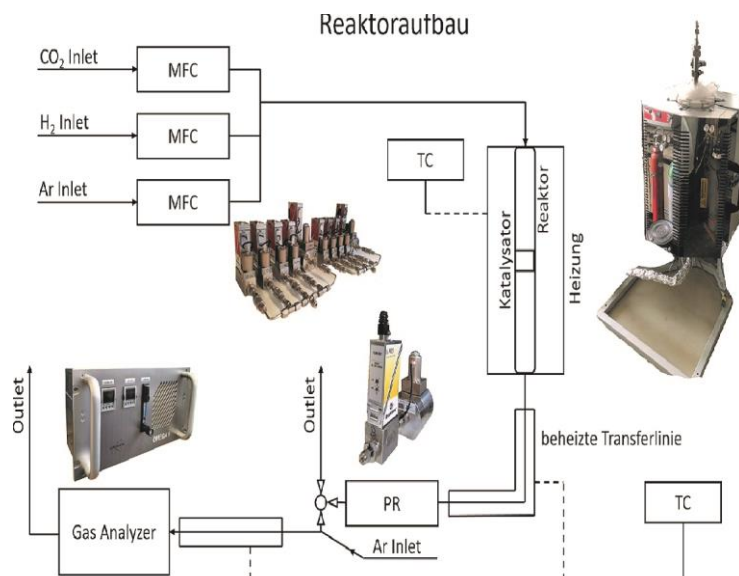 Reaktoraufbau
CO₂ Inlet
MFC
H₂ Inlet
MFC
Ar Inlet
MFC
TC
Katalysator
Reaktor
Heizung
Outlet
Outlet
beheizte Transferlinie
Gas Analyzer
PR
TC
Ar Inlet